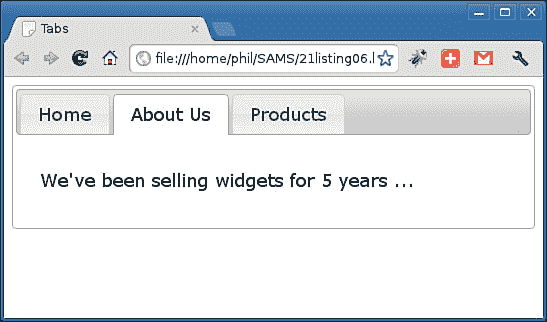 Tabs
file:///home/phil/SAMS/21listing06.l
Home About Us Products
We've been selling widgets for 5 years ...